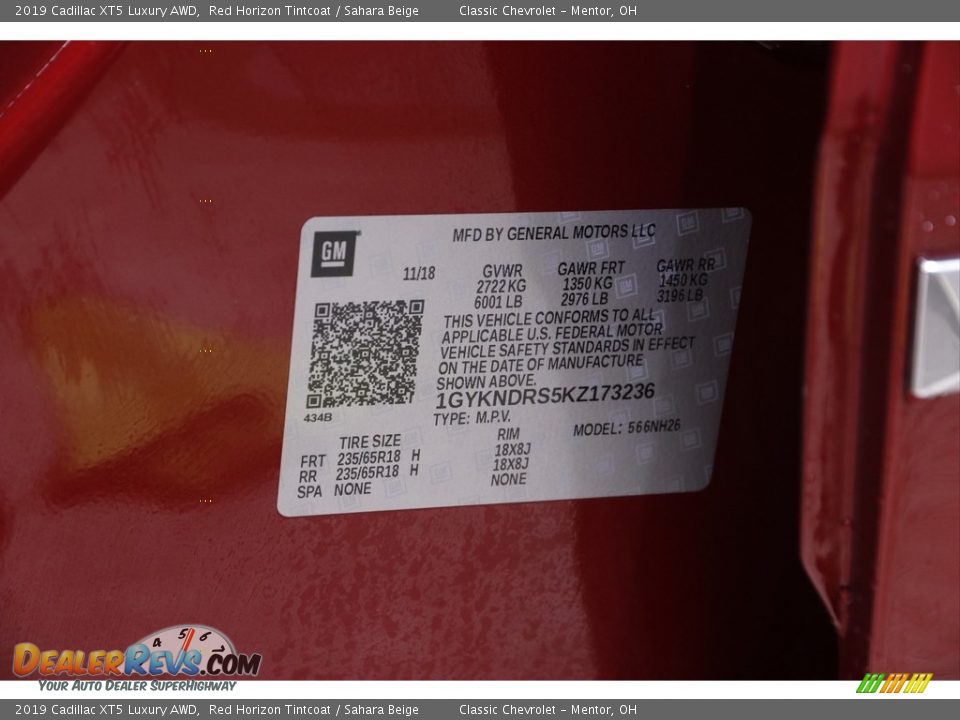 2019 Cadillac XT5 Luxury AWD, Red Horizon Tintcoat / Sahara Beige Classic Chevrolet – Mentor, OH
GM
MFD BY GENERAL MOTORS LLC
11/18 GVWR GAWR FRT GAWR RR
2722 KG 1350 KG 1450 KG
6001 LB 2976 LB 3196 LB
THIS VEHICLE CONFORMS TO ALL
APPLICABLE U.S. FEDERAL MOTOR
VEHICLE SAFETY STANDARDS IN EFFECT
ON THE DATE OF MANUFACTURE
SHOWN ABOVE.
1GYKNDRS5KZ173236
434B
TYPE: M.P.V. MODEL: 566NH26
TIRE SIZE RIM
FRT 235/65R18 H 18X8J
RR 235/65R18 H 18X8J
SPA NONE NONE
4 5 6
DEALERREVS.COM
YOUR AUTO DEALER SUPERHIGHWAY
2019 Cadillac XT5 Luxury AWD, Red Horizon Tintcoat / Sahara Beige Classic Chevrolet – Mentor, OH